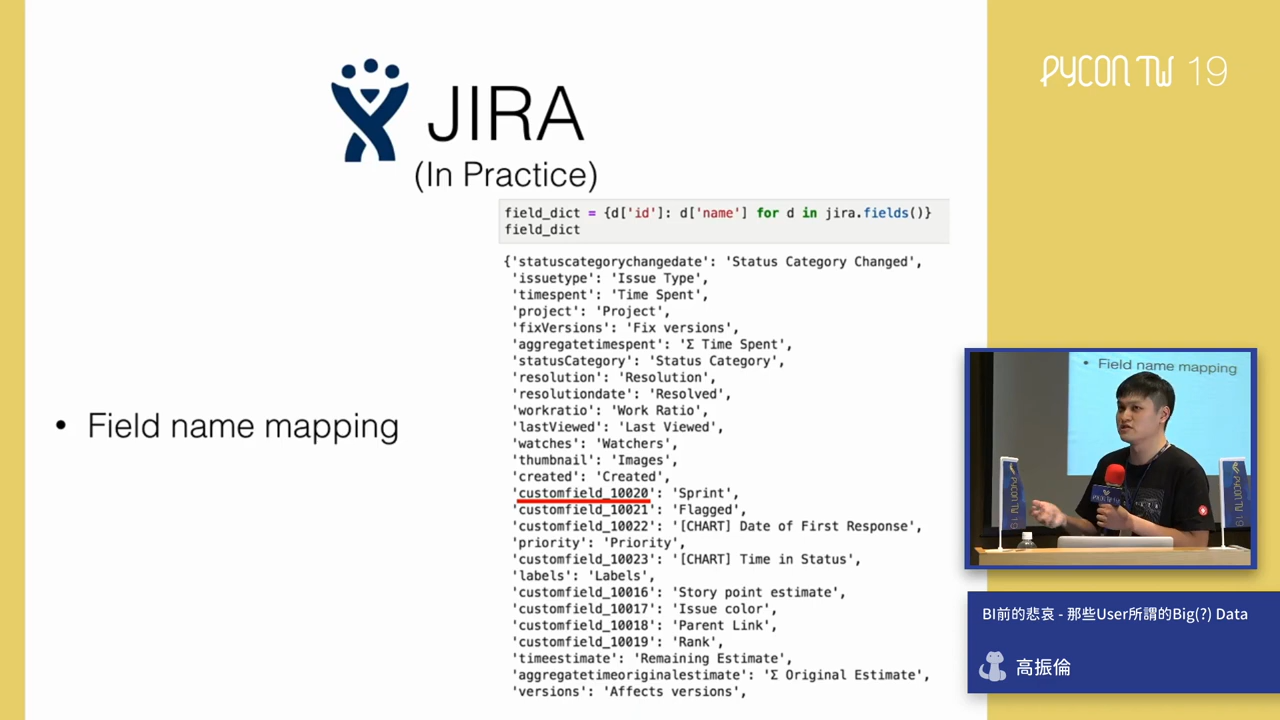 JIRA
(In Practice)
field_dict = {d['id']: d['name'] for d in jira.fields()}
field_dict
{'statuscategorychangedate': 'Status Category Changed',
'issuetype': 'Issue Type',
'timespent': 'Time Spent',
'project': 'Project',
'fixVersions': 'Fix versions',
'aggregatetimespent': 'Σ Time Spent',
'statusCategory': 'Status Category',
'resolution': 'Resolution',
'resolutiondate': 'Resolved',
'workratio': 'Work Ratio',
'lastViewed': 'Last Viewed',
'watches': 'Watchers',
'thumbnail': 'Images',
'created': 'Created',
'customfield_10020': 'Sprint',
'customfield_10021': 'Flagged',
'customfield_10022': '[CHART] Date of First Response',
'priority': 'Priority',
'customfield_10023': '[CHART] Time in Status',
'labels': 'Labels',
'customfield_10016': 'Story point estimate',
'customfield_10017': 'Issue color',
'customfield_10018': 'Parent Link',
'customfield_10019': 'Rank',
'timeestimate': 'Remaining Estimate',
'aggregatetimeoriginalestimate': 'Σ Original Estimate',
'versions': 'Affects versions',
• Field name mapping
PYCON TW 19
• Field name mapping
PYCON TW 19
PYCON TW 19
BI前的悲哀 - 那些User所謂的Big(?) Data
高振倫